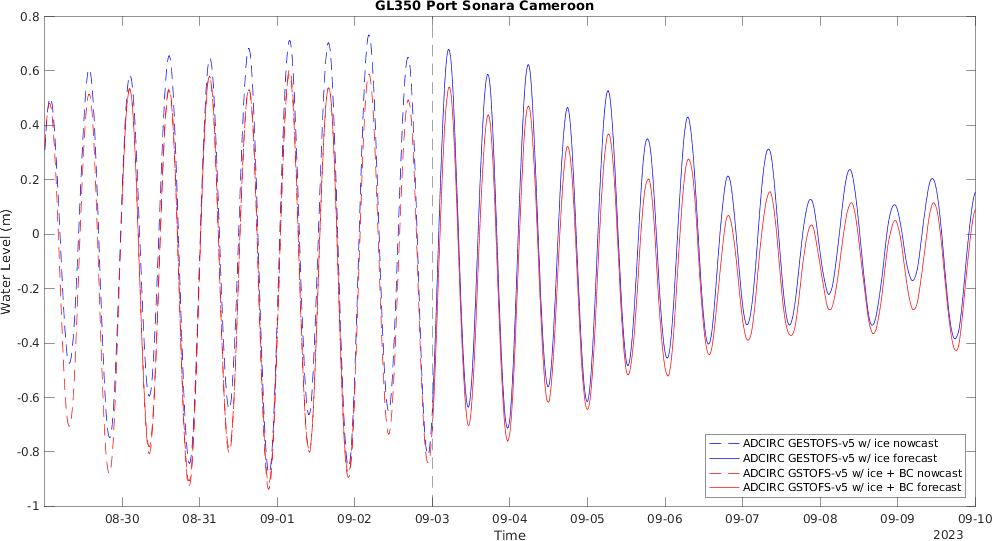 GL350 Port Sonara Cameroon
0.8
0.6
0.4
0.2
0
-0.2
-0.4
-0.6
-0.8
-1
Water Level (m)
ADCIRC GESTOFS-v5 w/ ice nowcast
ADCIRC GESTOFS-v5 w/ ice forecast
ADCIRC GSTOFS-v5 w/ ice + BC nowcast
ADCIRC GSTOFS-v5 w/ ice + BC forecast
08-30 08-31 09-01 09-02 09-03 09-04 09-05 09-06 09-07 09-08 09-09 09-10
Time
2023